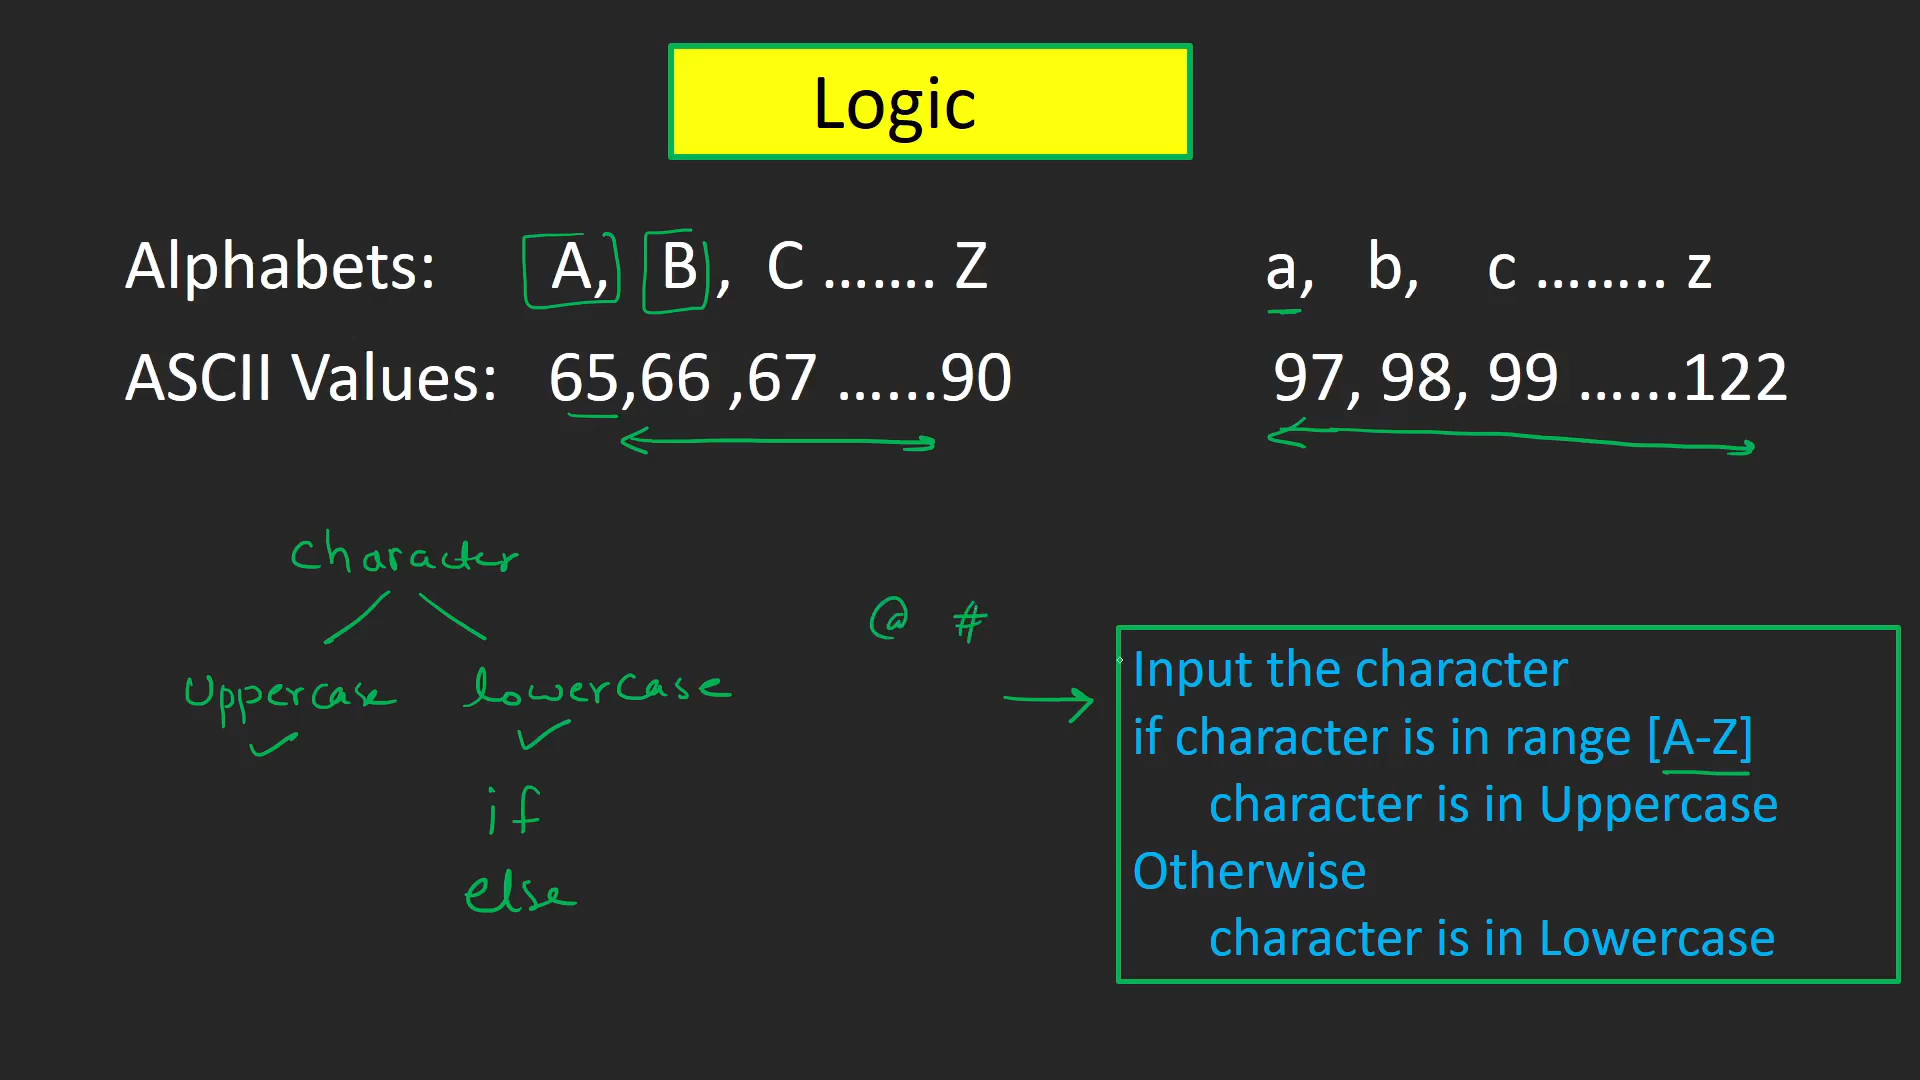 Logic
Alphabets: A, B , C ....... Z a, b, c ........ z
ASCII Values: 65,66 ,67 ......90 97, 98, 99 ......122
Character
@ #
Uppercase lowercase
if
else
Input the character
if character is in range [A-Z]
character is in Uppercase
Otherwise
character is in Lowercase